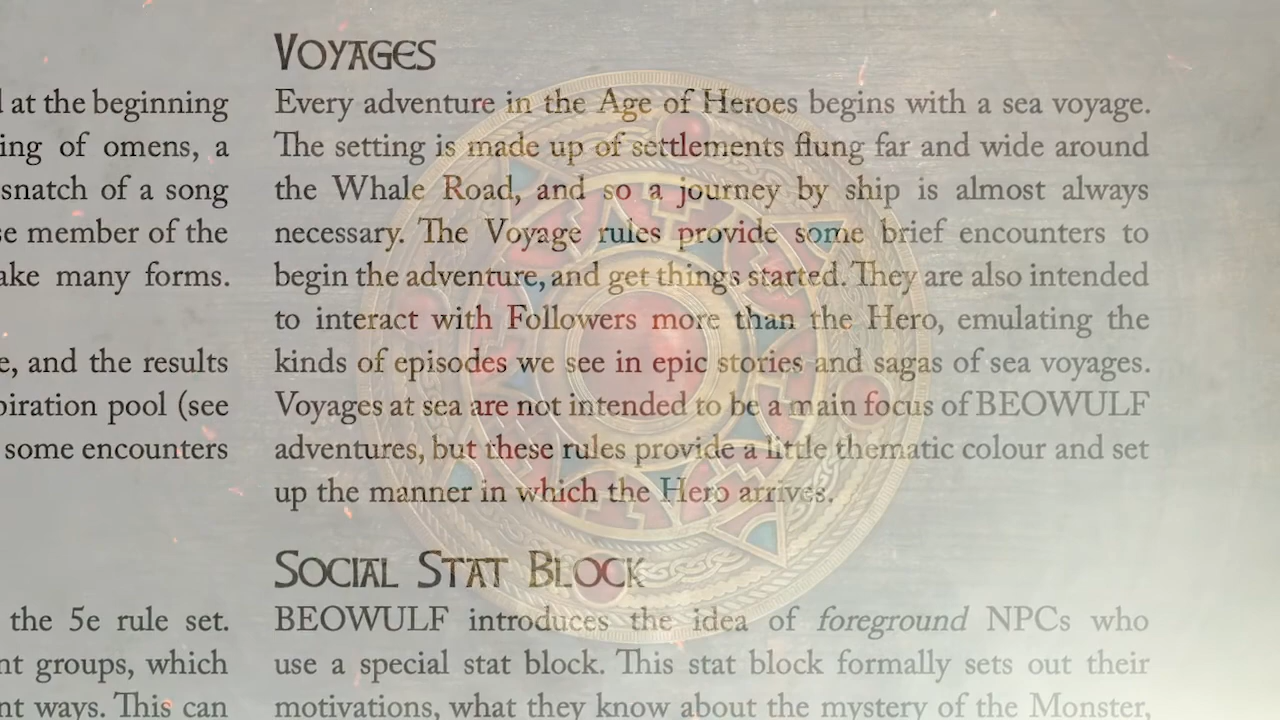 l at the beginning
ing of omens, a
snatch of a song
se member of the
ake many forms.
e, and the results
piration pool (see
some encounters
the 5e rule set.
nt groups, which
nt ways. This can
VOYAGES
Every adventure in the Age of Heroes begins with a sea voyage.
The setting is made up of settlements flung far and wide around
the Whale Road, and so a journey by ship is almost always
necessary. The Voyage rules provide some brief encounters to
begin the adventure, and get things started. They are also intended
to interact with Followers more than the Hero, emulating the
kinds of episodes we see in epic stories and sagas of sea voyages.
Voyages at sea are not intended to be a main focus of BEOWULF
adventures, but these rules provide a little thematic colour and set
up the manner in which the Hero arrives.
SOCIAL STAT BLOCK
BEOWULF introduces the idea of foreground NPCs who
use a special stat block. This stat block formally sets out their
motivations, what they know about the mystery of the Monster,